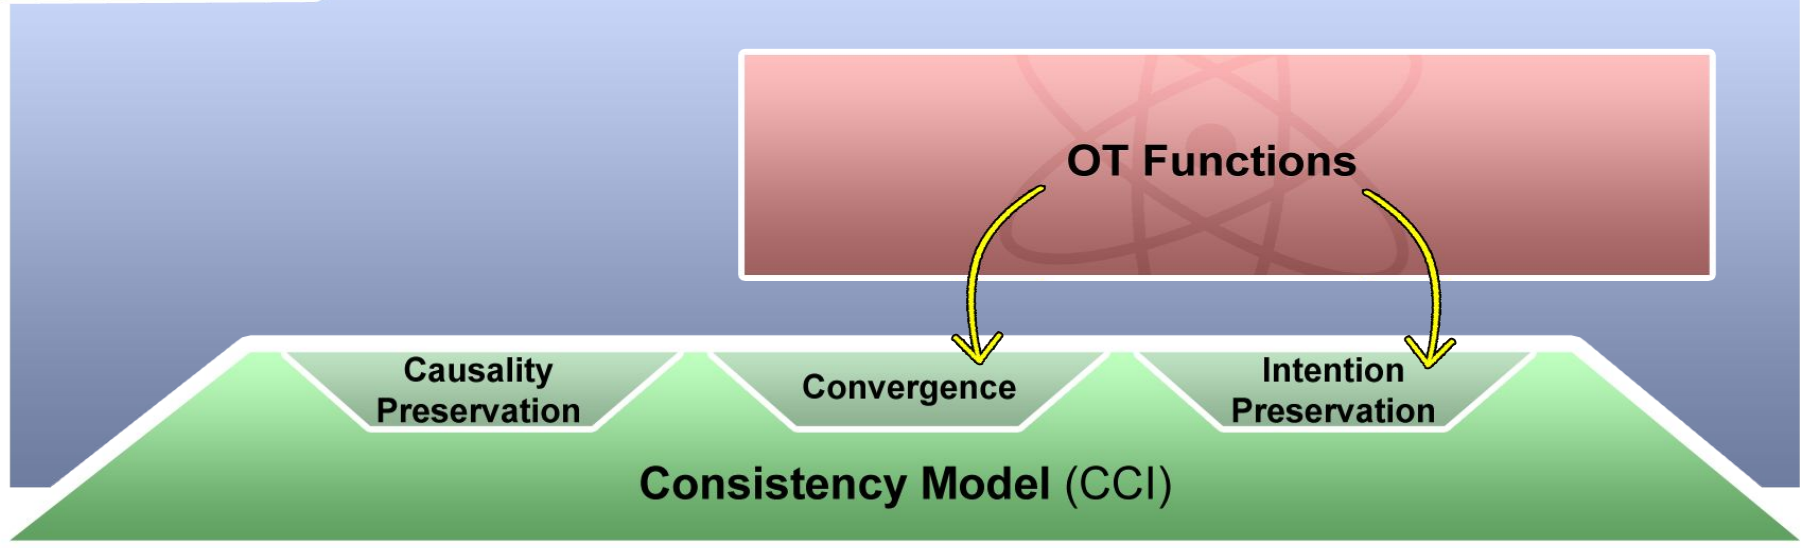 OT Functions
Causality
Preservation
Convergence
Intention
Preservation
Consistency Model (CCI)